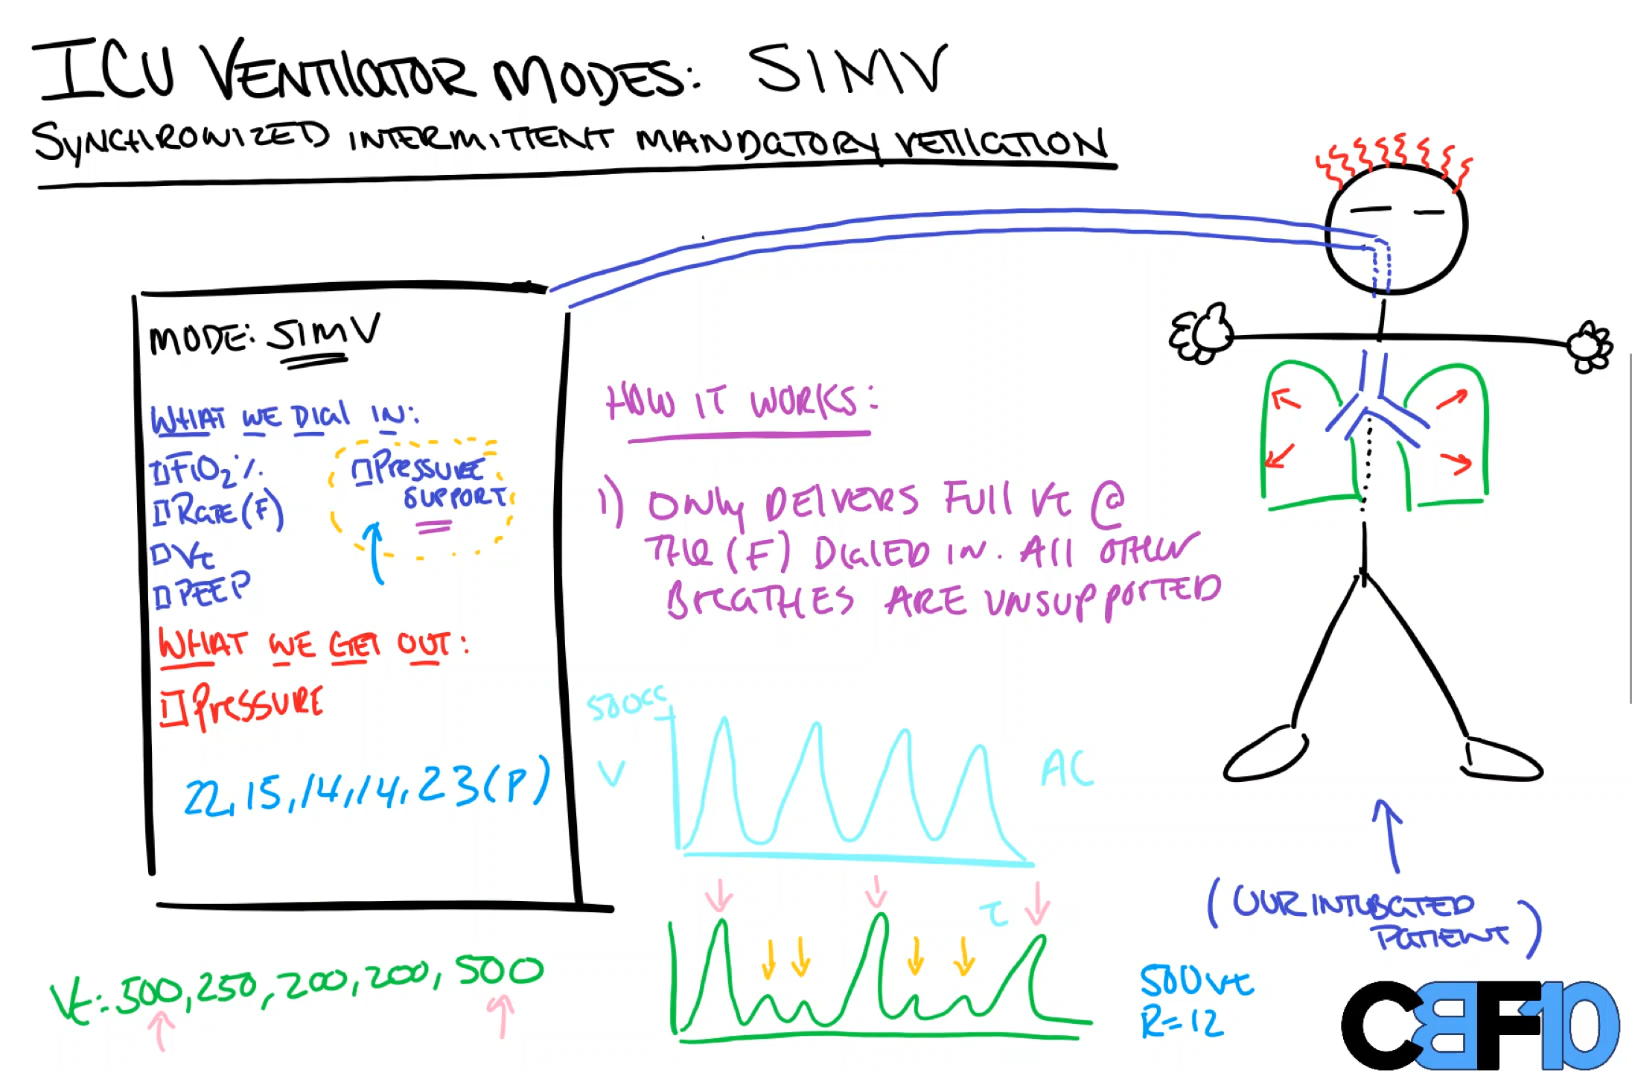 ICU VENTILATOR MODES: SIMV
SYNCHRONIZED INTERMITTENT MANDATORY VETILATION
MODE: SIMV
WHAT WE DIAL IN:
FIO2%
RATE (F)
Vt
PEEP
PRESSURE
SUPPORT
WHAT WE GET OUT:
PRESSURE
22, 15, 14, 14, 23 (P)
Vt: 500, 250, 200, 200, 500
HOW IT WORKS:
1) ONLY DELIVERS FULL Vt @
THE (F) DIALED IN. ALL OTHER
BREATHES ARE UNSUPPORTED
500cc
V
AC
τ
(OUR INTUBATED
PATIENT)
500 Vt
R=12
CBF10